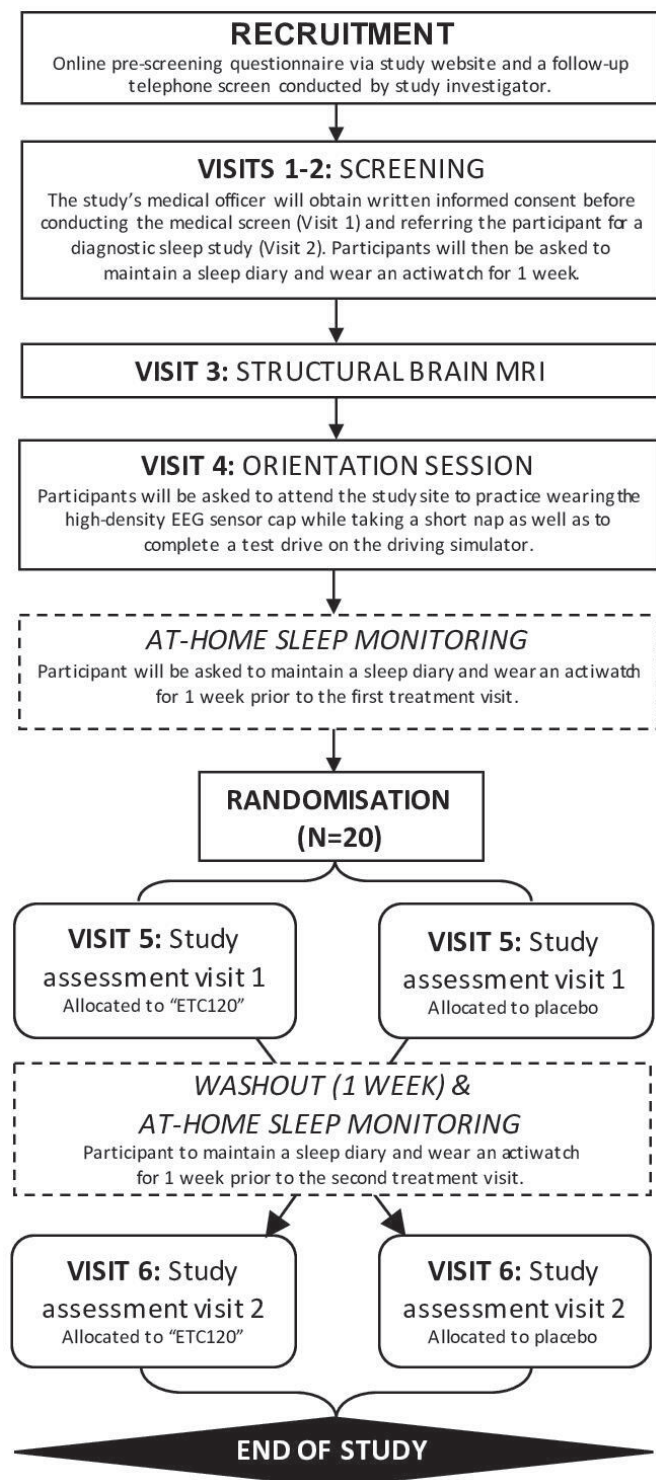 RECRUITMENT
Online pre-screening questionnaire via study website and a follow-up
telephone screen conducted by study investigator.
VISITS 1-2: SCREENING
The study's medical officer will obtain written informed consent before
conducting the medical screen (Visit 1) and referring the participant for a
diagnostic sleep study (Visit 2). Participants will then be asked to
maintain a sleep diary and wear an actiwatch for 1 week.
VISIT 3: STRUCTURAL BRAIN MRI
VISIT 4: ORIENTATION SESSION
Participants will be asked to attend the study site to practice wearing the
high-density EEG sensor cap while taking a short nap as well as to
complete a test drive on the driving simulator.
AT-HOME SLEEP MONITORING
Participant will be asked to maintain a sleep diary and wear an actiwatch
for 1 week prior to the first treatment visit.
RANDOMISATION
(N=20)
VISIT 5: Study
assessment visit 1
Allocated to "ETC120"
VISIT 5: Study
assessment visit 1
Allocated to placebo
WASHOUT (1 WEEK) &
AT-HOME SLEEP MONITORING
Participant to maintain a sleep diary and wear an actiwatch
for 1 week prior to the second treatment visit.
VISIT 6: Study
assessment visit 2
Allocated to "ETC120"
VISIT 6: Study
assessment visit 2
Allocated to placebo
END OF STUDY